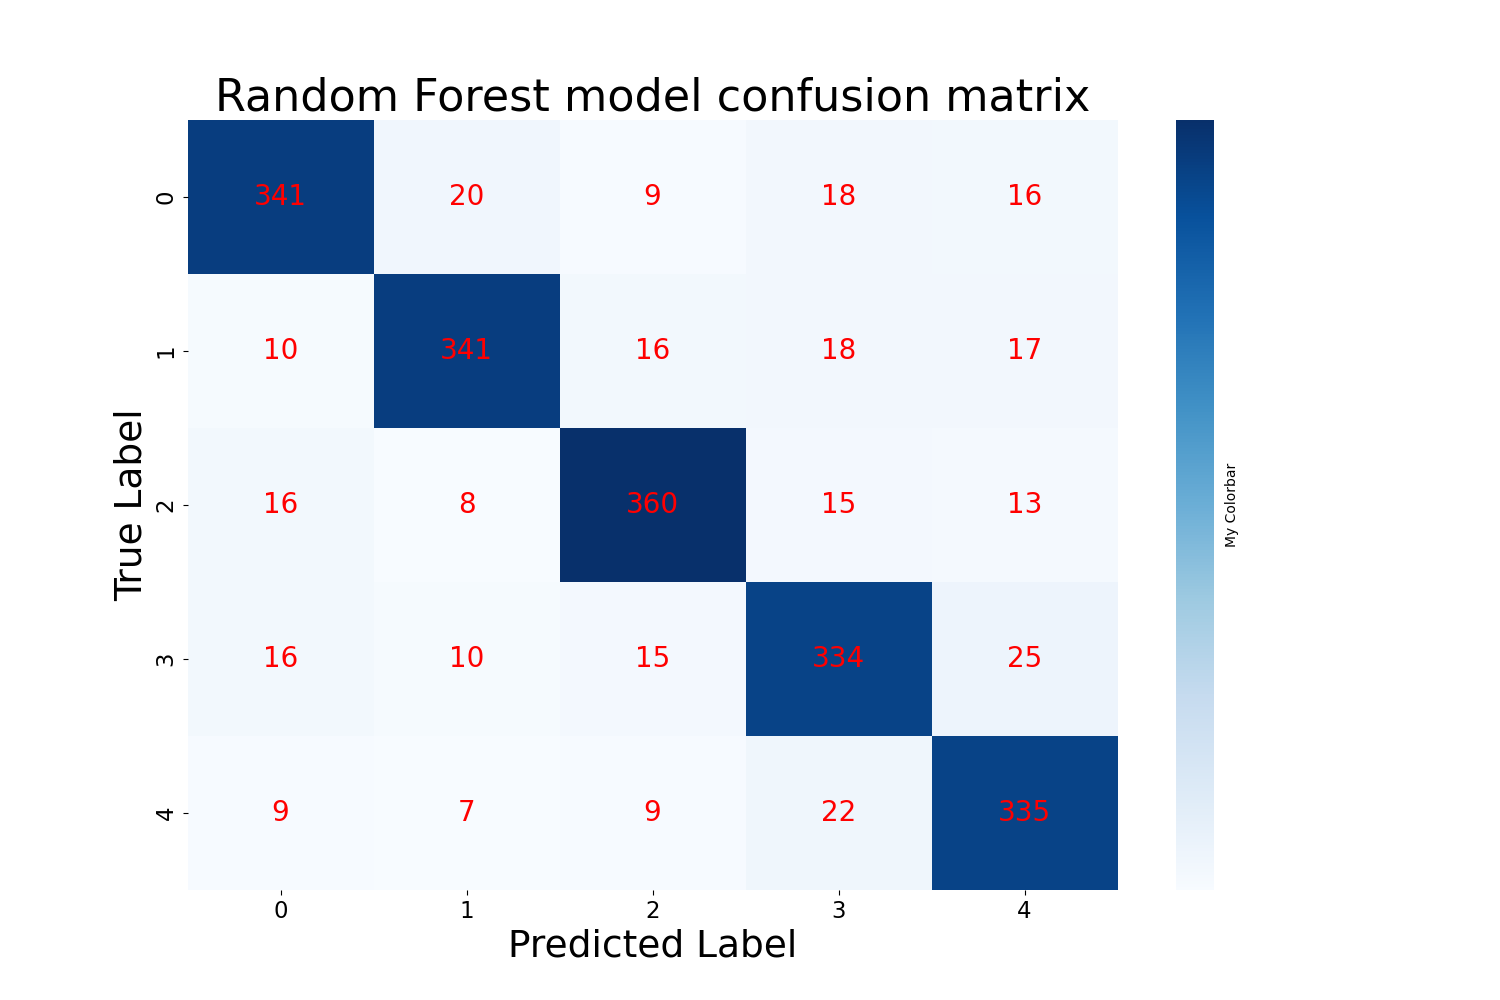 Random Forest model confusion matrix
0 341 20 9 18 16
1 10 341 16 18 17
2 16 8 360 15 13
3 16 10 15 334 25
4 9 7 9 22 335
0 1 2 3 4
Predicted Label
True Label
My Colorbar